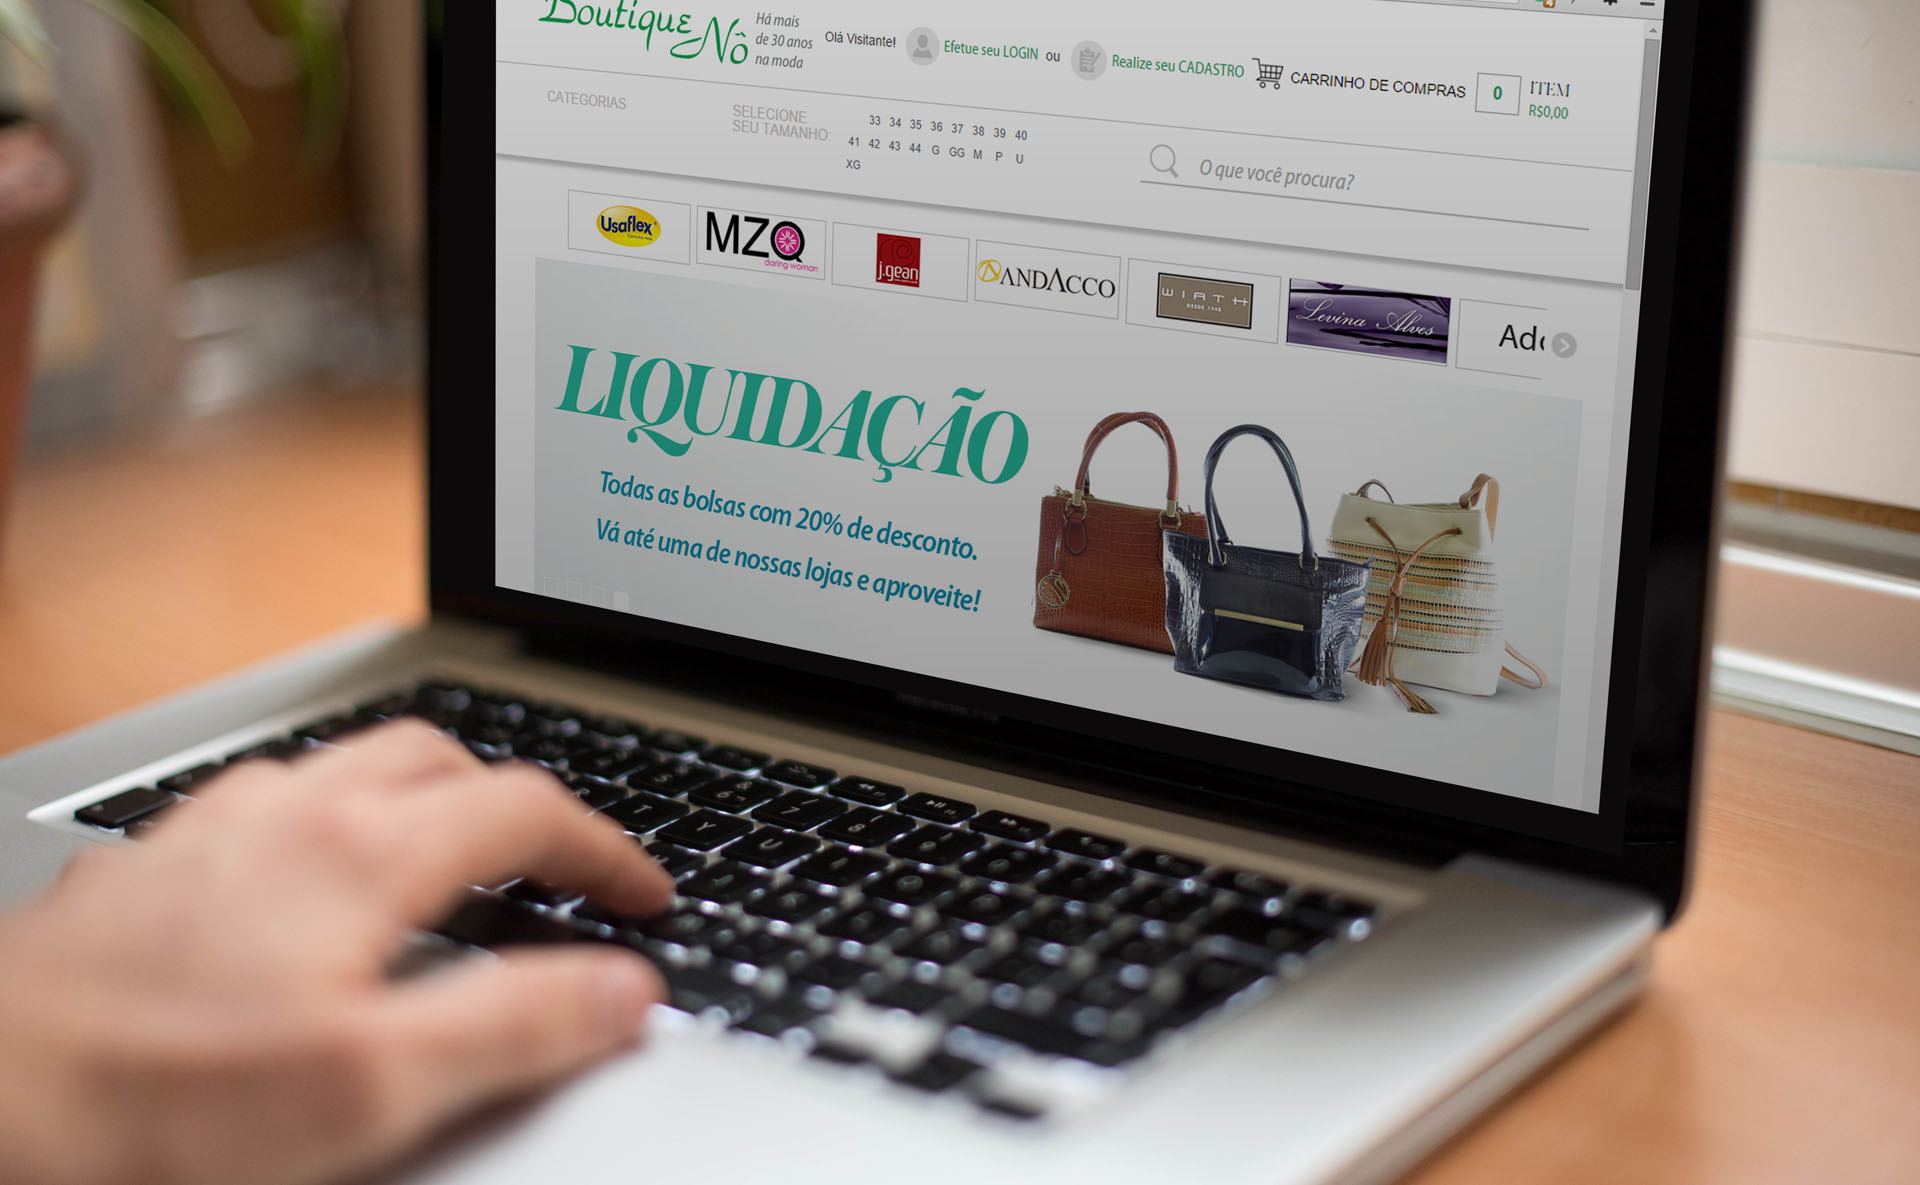 Boutique Nô
Há mais
de 30 anos
na moda
Olá Visitante!
Efetue seu LOGIN ou
Realize seu CADASTRO
CARRINHO DE COMPRAS
0
ITEM
R$0,00
CATEGORIAS
SELECIONE
SEU TAMANHO:
33 34 35 36 37 38 39 40
41 42 43 44 G GG M P U
XG
O que você procura?
Usaflex
MZQ
daring woman
j.gean
ANDACCO
WIRTH
DESDE 1948
Levina Alves
LIQUIDAÇÃO
Todas as bolsas com 20% de desconto.
Vá até uma de nossas lojas e aproveite!